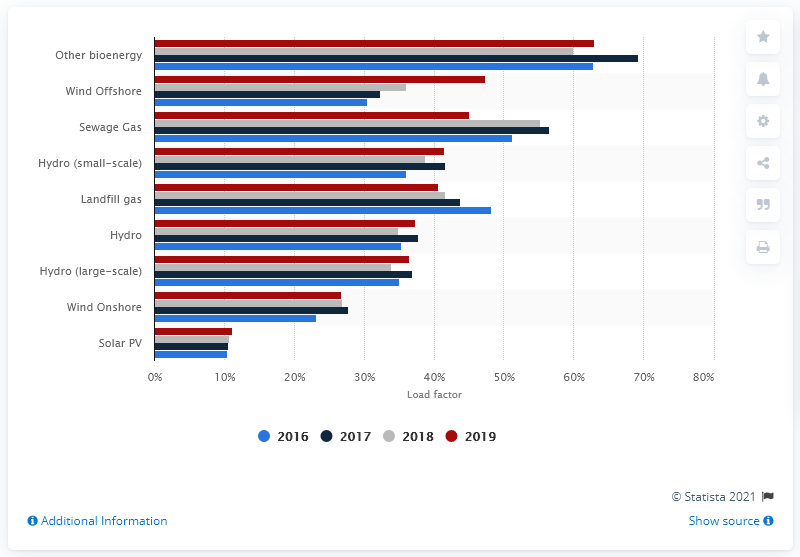 Other bioenergy
Wind Offshore
Sewage Gas
Hydro (small-scale)
Landfill gas
Hydro
Hydro (large-scale)
Wind Onshore
Solar PV
0% 10% 20% 30% 40% 50% 60% 70% 80%
Load factor
2016 2017 2018 2019
© Statista 2021
Additional Information Show source